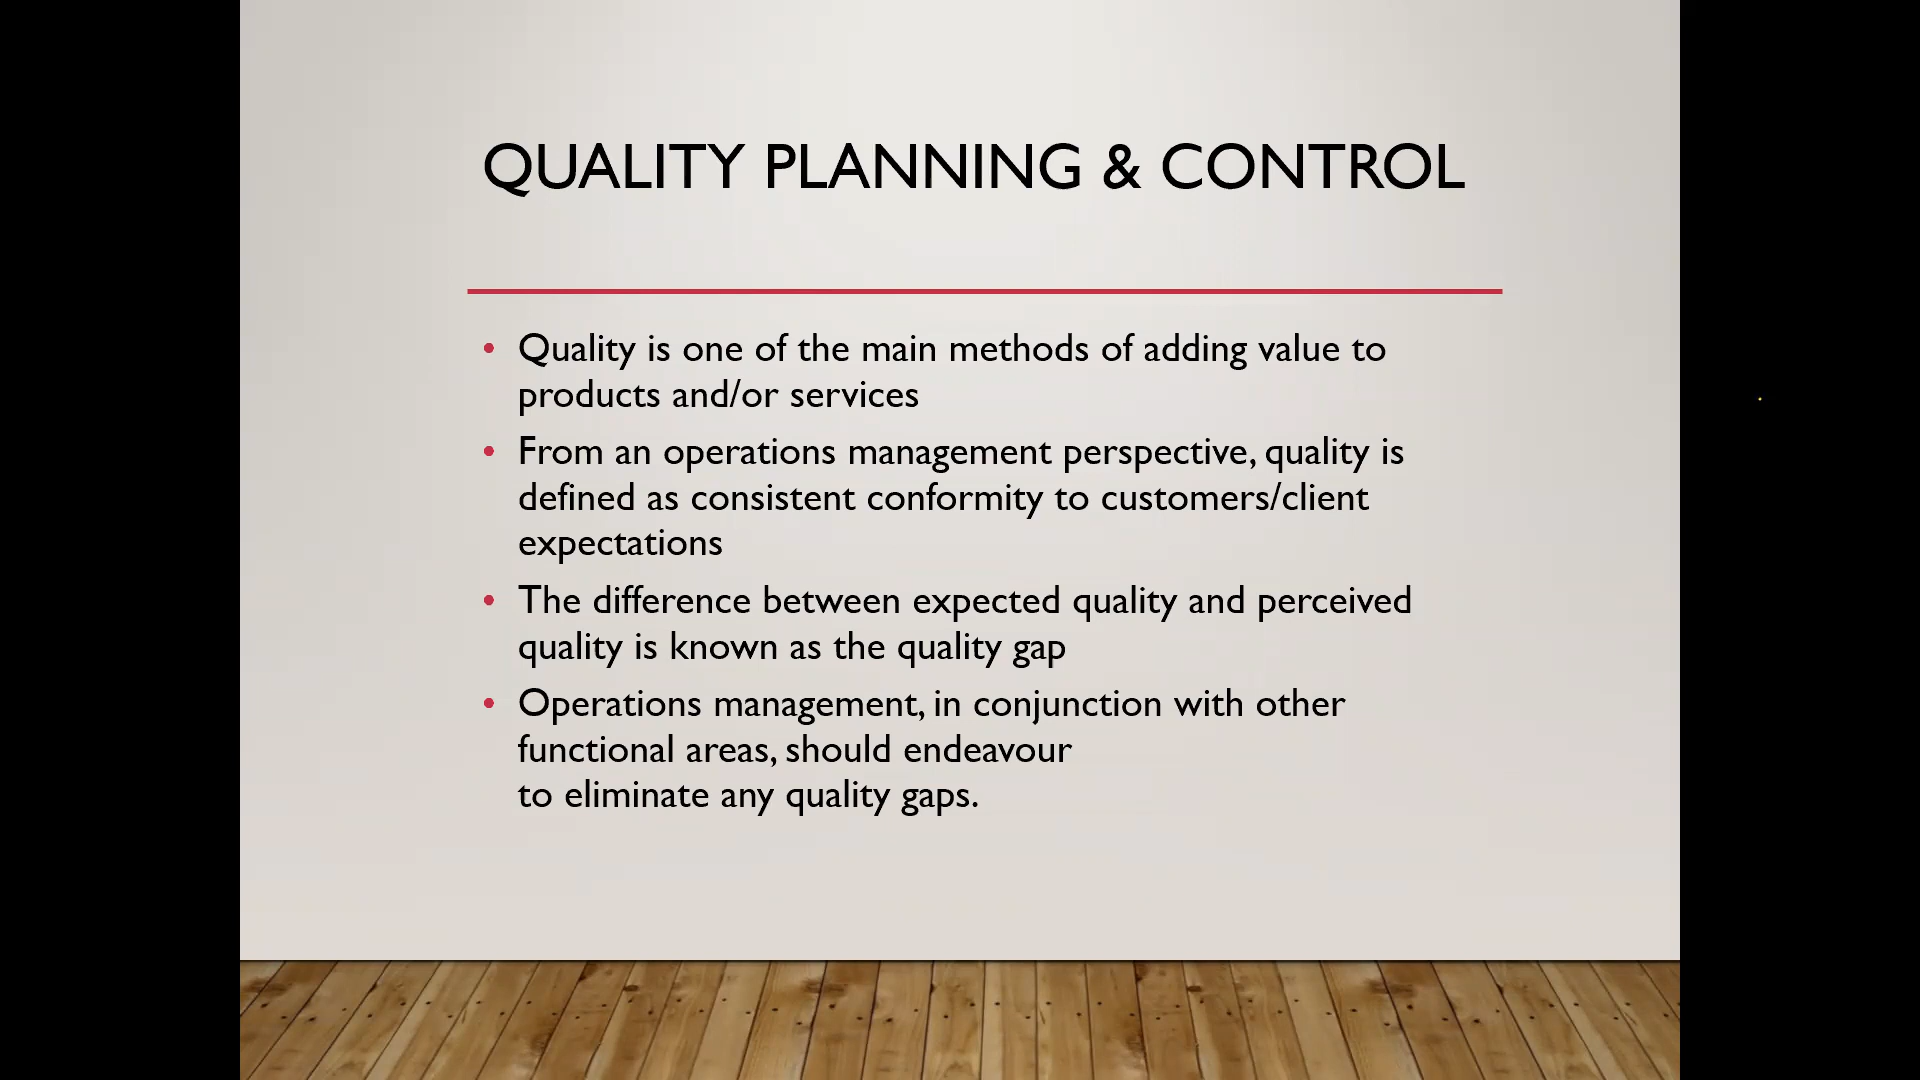 QUALITY PLANNING & CONTROL
• Quality is one of the main methods of adding value to
products and/or services
• From an operations management perspective, quality is
defined as consistent conformity to customers/client
expectations
• The difference between expected quality and perceived
quality is known as the quality gap
• Operations management, in conjunction with other
functional areas, should endeavour
to eliminate any quality gaps.